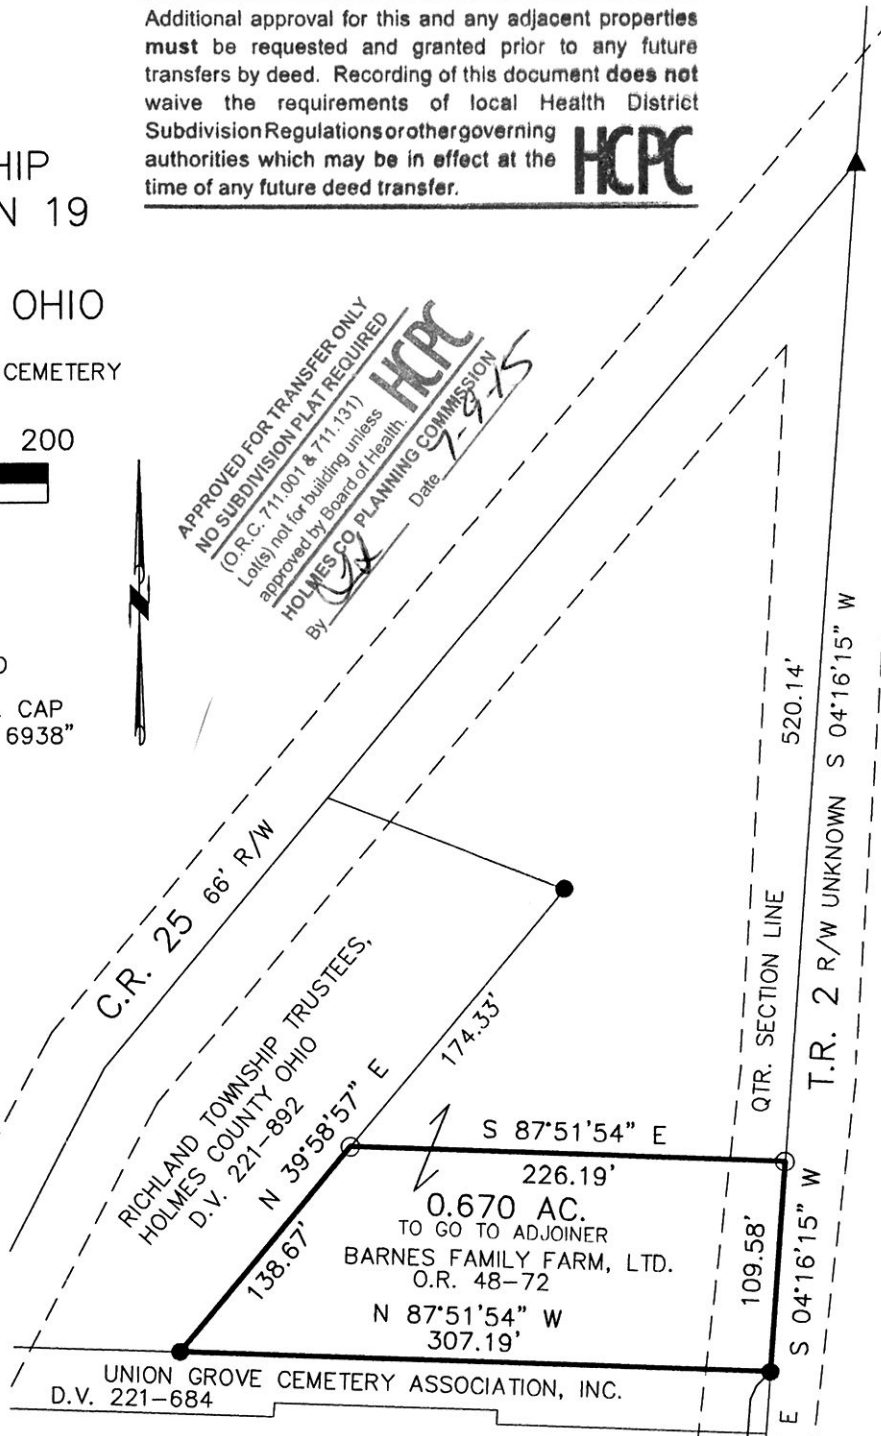 Additional approval for this and any adjacent properties
must be requested and granted prior to any future
transfers by deed. Recording of this document does not
waive the requirements of local Health District
Subdivision Regulations or other governing
authorities which may be in effect at the
time of any future deed transfer.
HCPC
HIP
N 19
OHIO
CEMETERY
200
CAP
6938"
APPROVED FOR TRANSFER ONLY
NO SUBDIVISION PLAT REQUIRED
(O.R.C. 711.001 & 711.131)
Lot(s) not for building unless
approved by Board of Health.
HCPC
HOLMES CO. PLANNING COMMISSION
By
Date 7-9-15
C.R. 25 66' R/W
RICHLAND TOWNSHIP TRUSTEES,
HOLMES COUNTY OHIO
D.V. 221-892
N 39°58'57" E
138.67'
174.33'
QTR. SECTION LINE
520.14'
T.R. 2 R/W UNKNOWN S 04°16'15" W
S 87°51'54" E
226.19'
0.670 AC.
TO GO TO ADJOINER
BARNES FAMILY FARM, LTD.
O.R. 48-72
N 87°51'54" W
307.19'
109.58'
S 04°16'15" W
E
UNION GROVE CEMETERY ASSOCIATION, INC.
D.V. 221-684